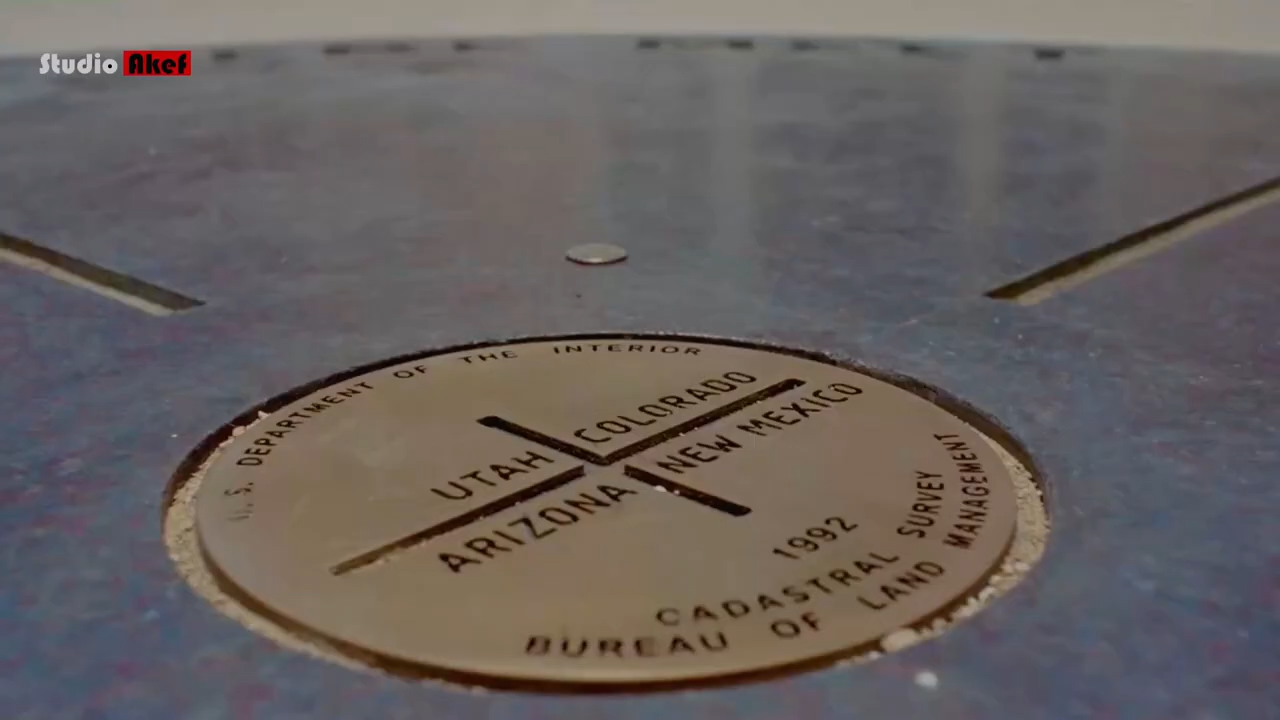 Studio Akef
U.S. DEPARTMENT OF THE INTERIOR
UTAH COLORADO
ARIZONA NEW MEXICO
1992
CADASTRAL SURVEY
BUREAU OF LAND MANAGEMENT